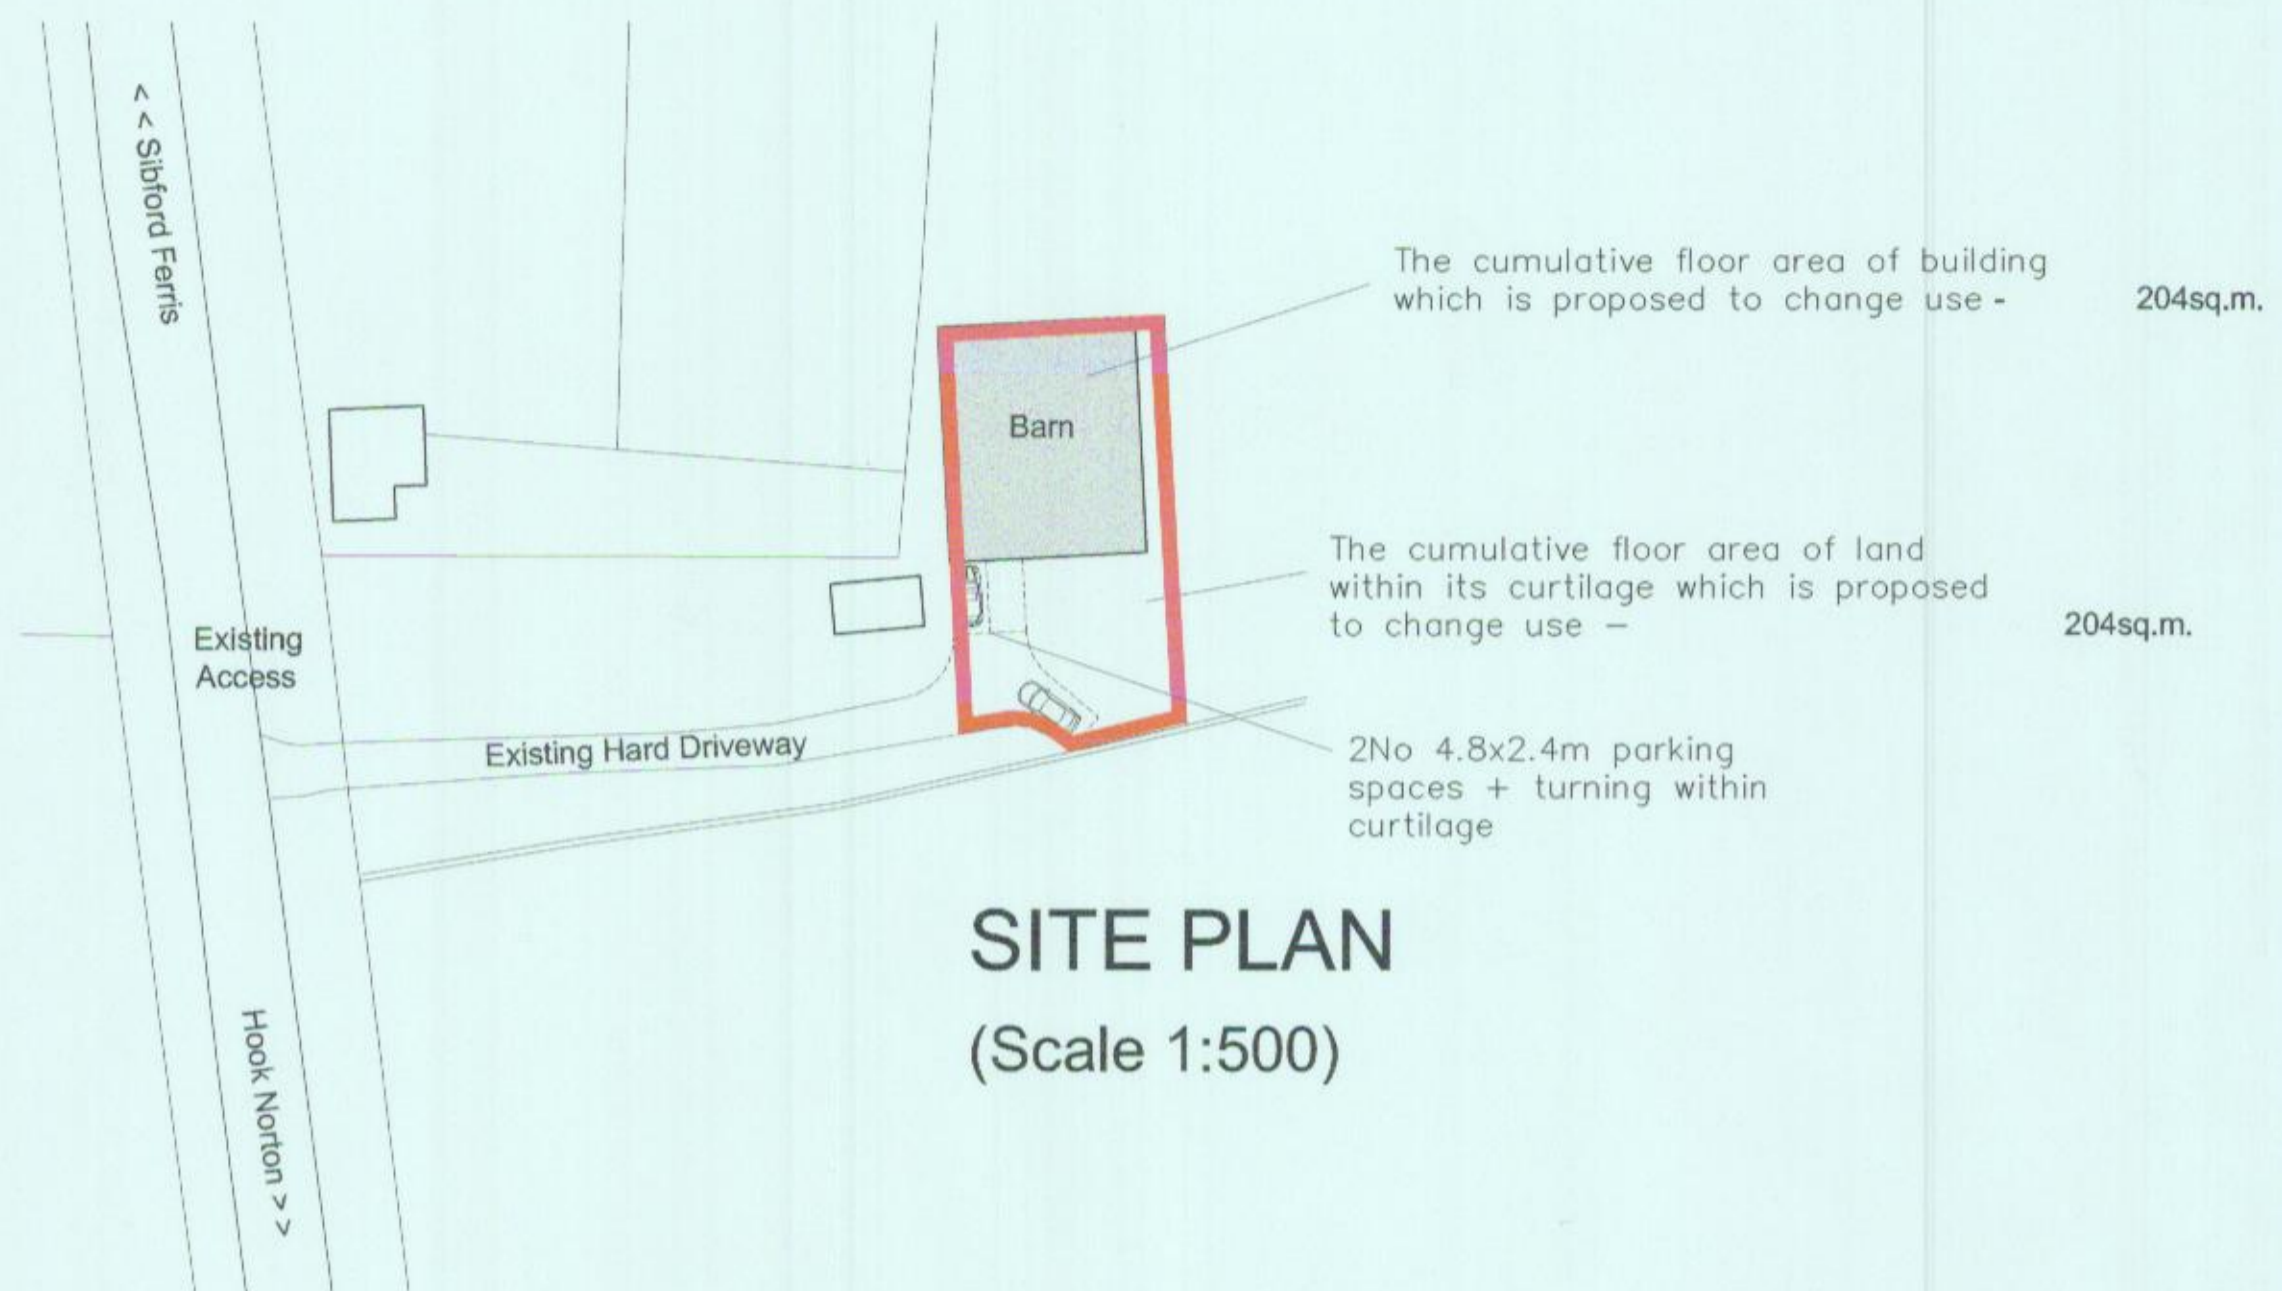 < < Sibford Ferris
The cumulative floor area of building
which is proposed to change use - 204sq.m.
Barn
The cumulative floor area of land
within its curtilage which is proposed
to change use – 204sq.m.
Existing
Access
Existing Hard Driveway
2No 4.8x2.4m parking
spaces + turning within
curtilage
SITE PLAN
(Scale 1:500)
Hook Norton > >